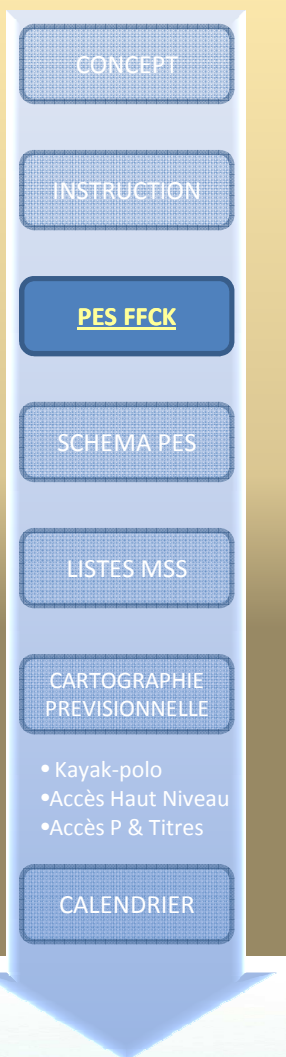 CONCEPT
INSTRUCTION
PES FFCK
SCHEMA PES
LISTES MSS
CARTOGRAPHIE
PREVISIONNELLE
• Kayak-polo
•Accès Haut Niveau
•Accès P & Titres
CALENDRIER